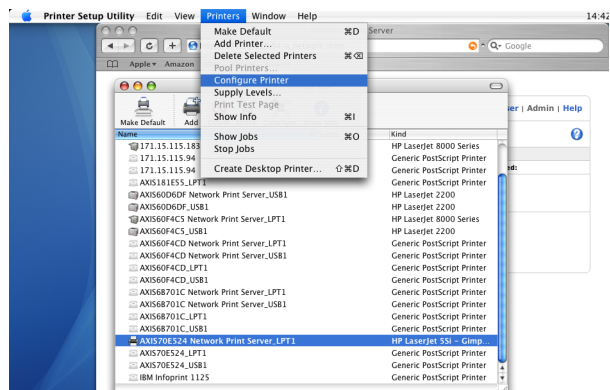 Printer Setup Utility Edit View Printers Window Help 14:42
Server
Google
Apple Amazon
Make Default ⌘D
Add Printer...
Delete Selected Printers ⌘⌫
Pool Printers...
Configure Printer
Supply Levels...
Print Test Page
Show Info ⌘I
Show Jobs ⌘O
Stop Jobs
Create Desktop Printer... ⇧⌘D
Make Default Add
ser | Admin | Help
?
ed:
Name Kind
171.15.115.183 HP LaserJet 8000 Series
171.15.115.94 Generic PostScript Printer
171.15.115.94 Generic PostScript Printer
AXIS181E55_LPT1 Generic PostScript Printer
AXIS60D6DF Network Print Server_USB1 HP LaserJet 2200
AXIS60D6DF_USB1 HP LaserJet 2200
AXIS60F4C5 Network Print Server_LPT1 HP LaserJet 8000 Series
AXIS60F4C5_USB1 HP LaserJet 2200
AXIS60F4CD Network Print Server_LPT1 Generic PostScript Printer
AXIS60F4CD Network Print Server_USB1 Generic PostScript Printer
AXIS60F4CD_LPT1 Generic PostScript Printer
AXIS60F4CD_USB1 Generic PostScript Printer
AXIS6B701C Network Print Server_LPT1 Generic PostScript Printer
AXIS6B701C Network Print Server_USB1 Generic PostScript Printer
AXIS6B701C_LPT1 Generic PostScript Printer
AXIS6B701C_USB1 Generic PostScript Printer
AXIS70E524 Network Print Server_LPT1 HP LaserJet 5Si – Gimp...
AXIS70E524_LPT1 Generic PostScript Printer
AXIS70E524_USB1 Generic PostScript Printer
IBM Infoprint 1125 Generic PostScript Printer